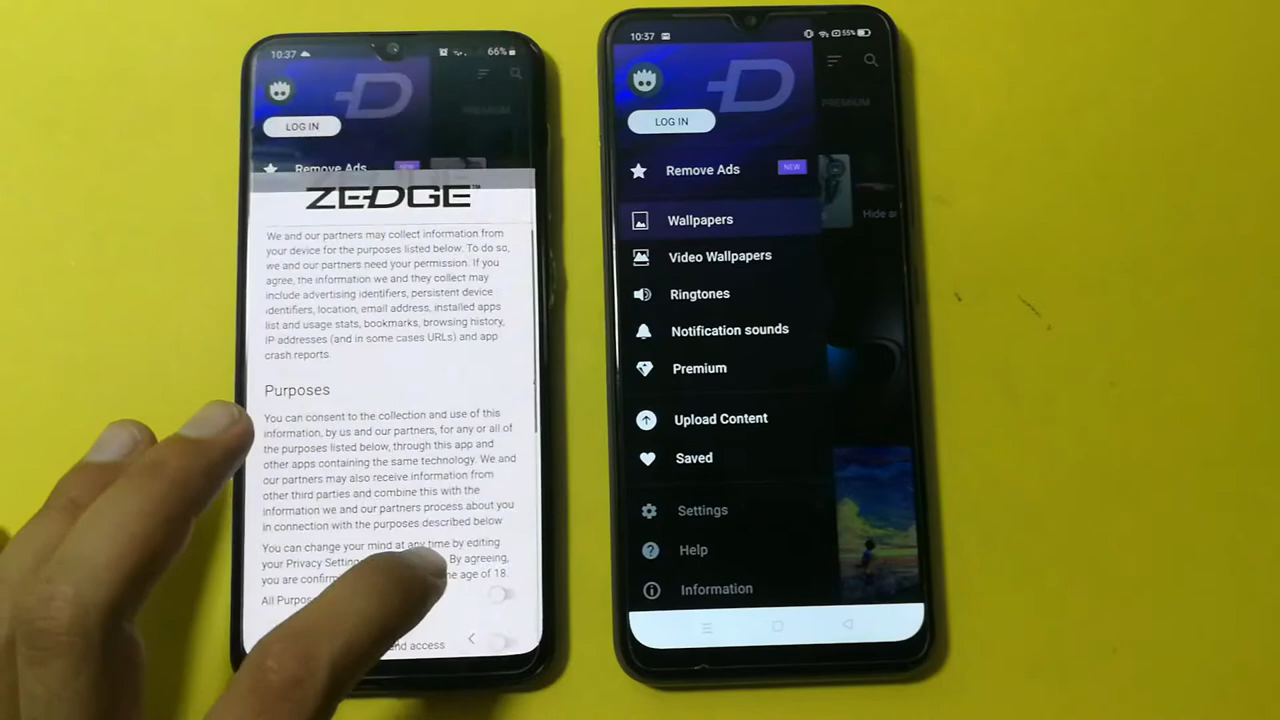 10:37
66%
PREMIUM
LOG IN
Remove Ads
NEW
ZEDGE
We and our partners may collect information from
your device for the purposes listed below. To do so,
we and our partners need your permission. If you
agree, the information we and they collect may
include advertising identifiers, persistent device
identifiers, location, email address, installed apps
list and usage stats, bookmarks, browsing history,
IP addresses (and in some cases URLs) and app
crash reports.
Purposes
You can consent to the collection and use of this
information, by us and our partners, for any or all of
the purposes listed below, through this app and
other apps containing the same technology. We and
our partners may also receive information from
other third parties and combine this with the
information we and our partners process about you
in connection with the purposes described below
You can change your mind at any time by editing
your Privacy By agreeing,
you are age of 18.
All
and access
10:37
55%
PREMIUM
LOG IN
Remove Ads
NEW
Wallpapers
Hide
Video Wallpapers
Ringtones
Notification sounds
Premium
Upload Content
Saved
Settings
Help
Information